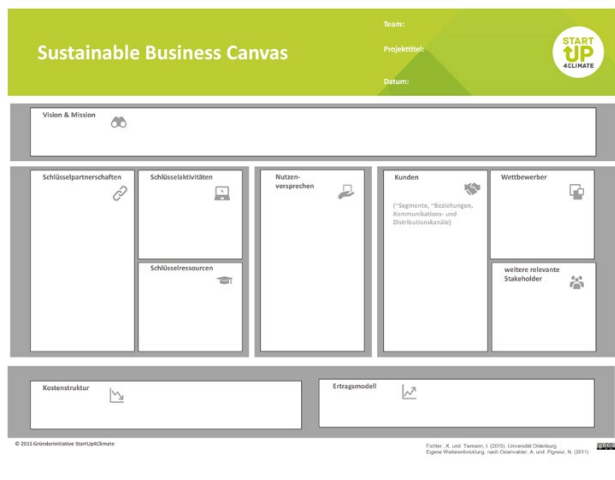 Team:
Sustainable Business Canvas
Projekttitel:
START
UP
4CLIMATE
Datum:
Vision & Mission
Schlüsselpartnerschaften
Schlüsselaktivitäten
Schlüsselressourcen
Nutzen-
versprechen
Kunden
(~Segmente, ~Beziehungen,
Kommunikations- und
Distributionskanäle)
Wettbewerber
weitere relevante
Stakeholder
Kostenstruktur
Ertragsmodell
© 2015 Gründerinitiative StartUp4Climate
Fichter, K. und Tiemann, I. (2015), Universität Oldenburg
Eigene Weiterentwicklung nach Osterwalder, A. und Pigneur, N. (2011)